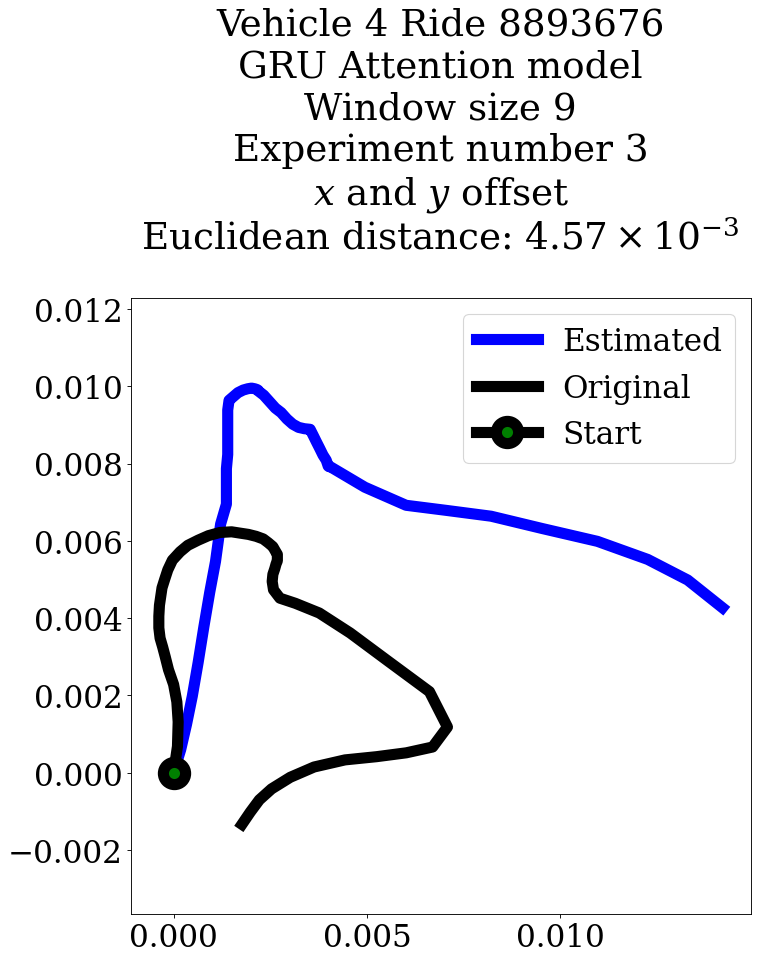 Vehicle 4 Ride 8893676
GRU Attention model
Window size 9
Experiment number 3
x and y offset
Euclidean distance: 4.57 × 10⁻³
Estimated
Original
Start
0.012
0.010
0.008
0.006
0.004
0.002
0.000
−0.002
0.000 0.005 0.010